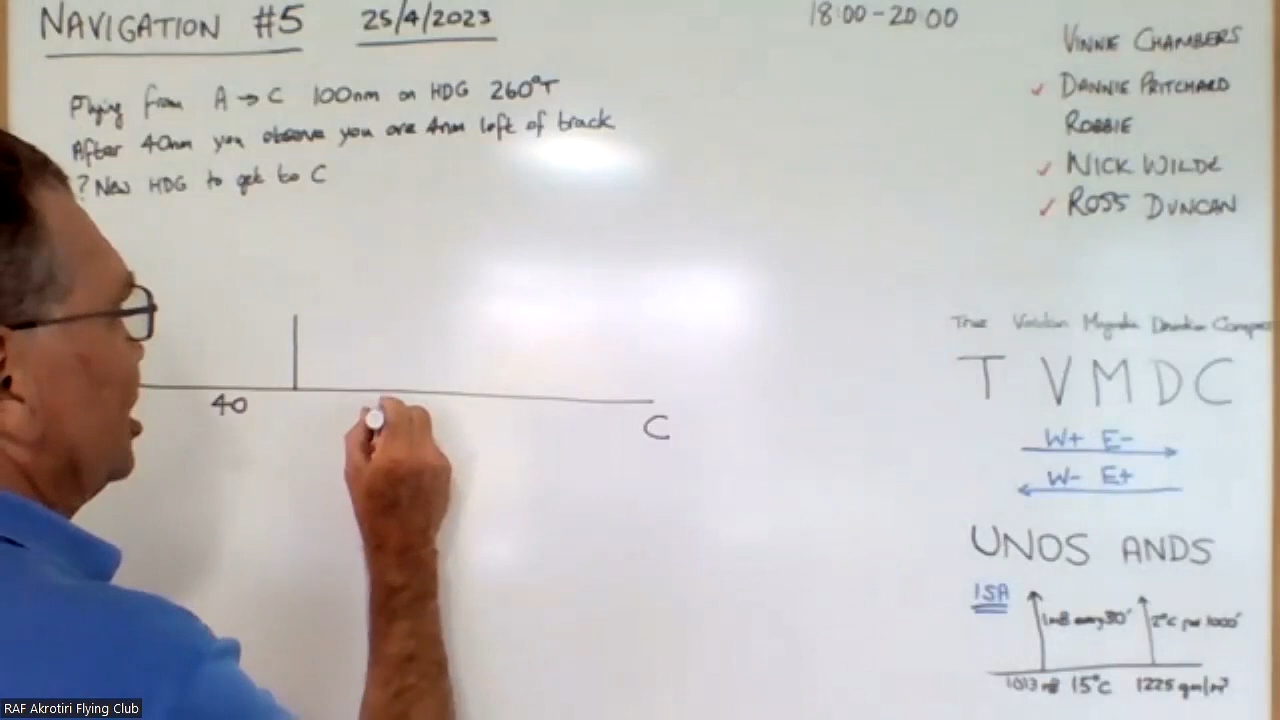 NAVIGATION #5 25/4/2023 18:00-20:00
Flying from A → C 100nm on HDG 260°T
After 40nm you observe you are 4nm left of track
? New HDG to get to C
VINNIE CHAMBERS
✓ DANNIE PRITCHARD
ROBBIE
✓ NICK WILDE
✓ ROSS DUNCAN
40
C
True Variation Magnetic Deviation Compass
T V M D C
W+ E-
W- E+
UNOS ANDS
ISA
1mB every 30' 2°C per 1000'
1013 mB 15°C 1225 gm/m³
RAF Akrotiri Flying Club